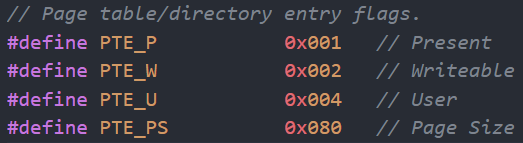 // Page table/directory entry flags.
#define PTE_P 0x001 // Present
#define PTE_W 0x002 // Writeable
#define PTE_U 0x004 // User
#define PTE_PS 0x080 // Page Size